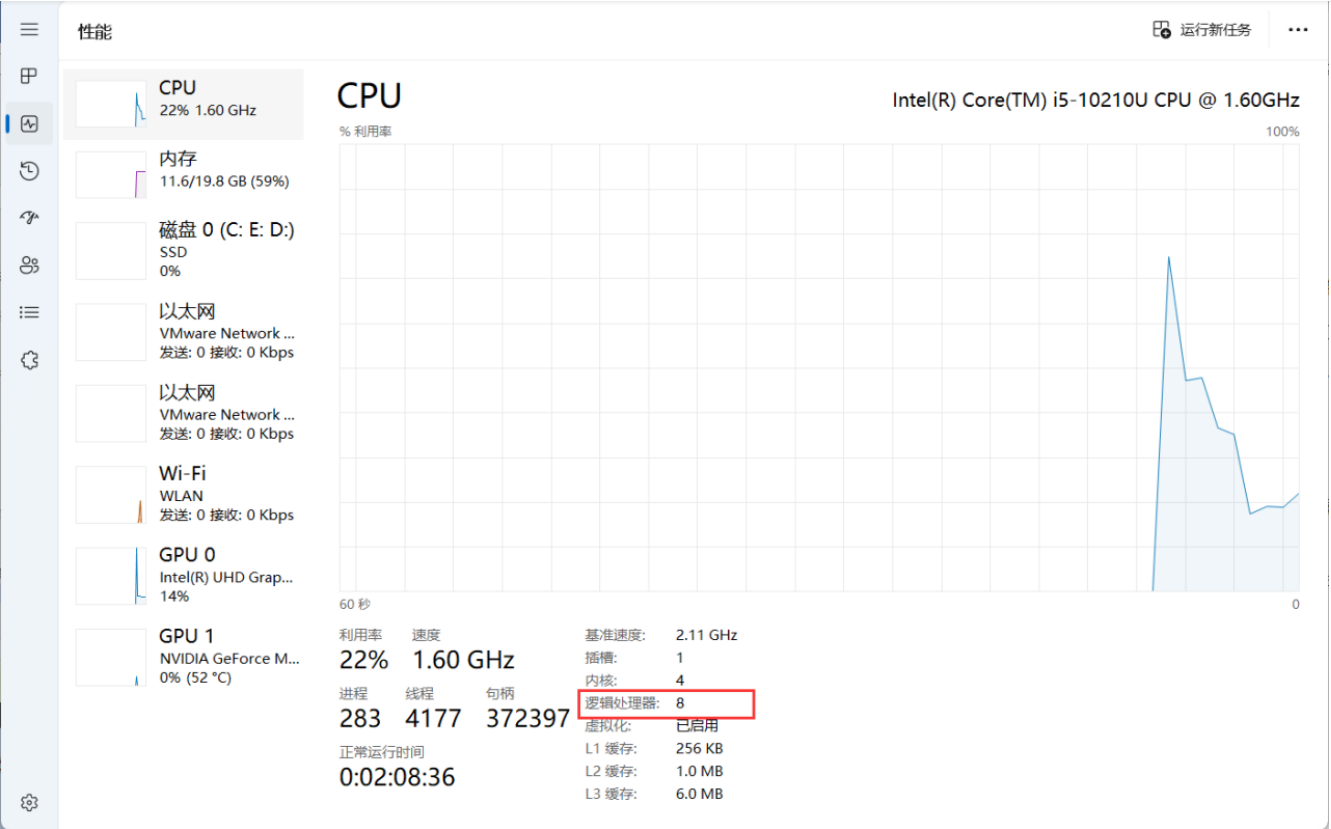 性能
运行新任务
CPU
22% 1.60 GHz
内存
11.6/19.8 GB (59%)
磁盘 0 (C: E: D:)
SSD
0%
以太网
VMware Network ...
发送: 0 接收: 0 Kbps
以太网
VMware Network ...
发送: 0 接收: 0 Kbps
Wi-Fi
WLAN
发送: 0 接收: 0 Kbps
GPU 0
Intel(R) UHD Grap...
14%
GPU 1
NVIDIA GeForce M...
0% (52 °C)
CPU
Intel(R) Core(TM) i5-10210U CPU @ 1.60GHz
% 利用率
100%
60 秒
0
利用率 速度
22% 1.60 GHz
进程 线程 句柄
283 4177 372397
正常运行时间
0:02:08:36
基准速度: 2.11 GHz
插槽: 1
内核: 4
逻辑处理器: 8
虚拟化: 已启用
L1 缓存: 256 KB
L2 缓存: 1.0 MB
L3 缓存: 6.0 MB